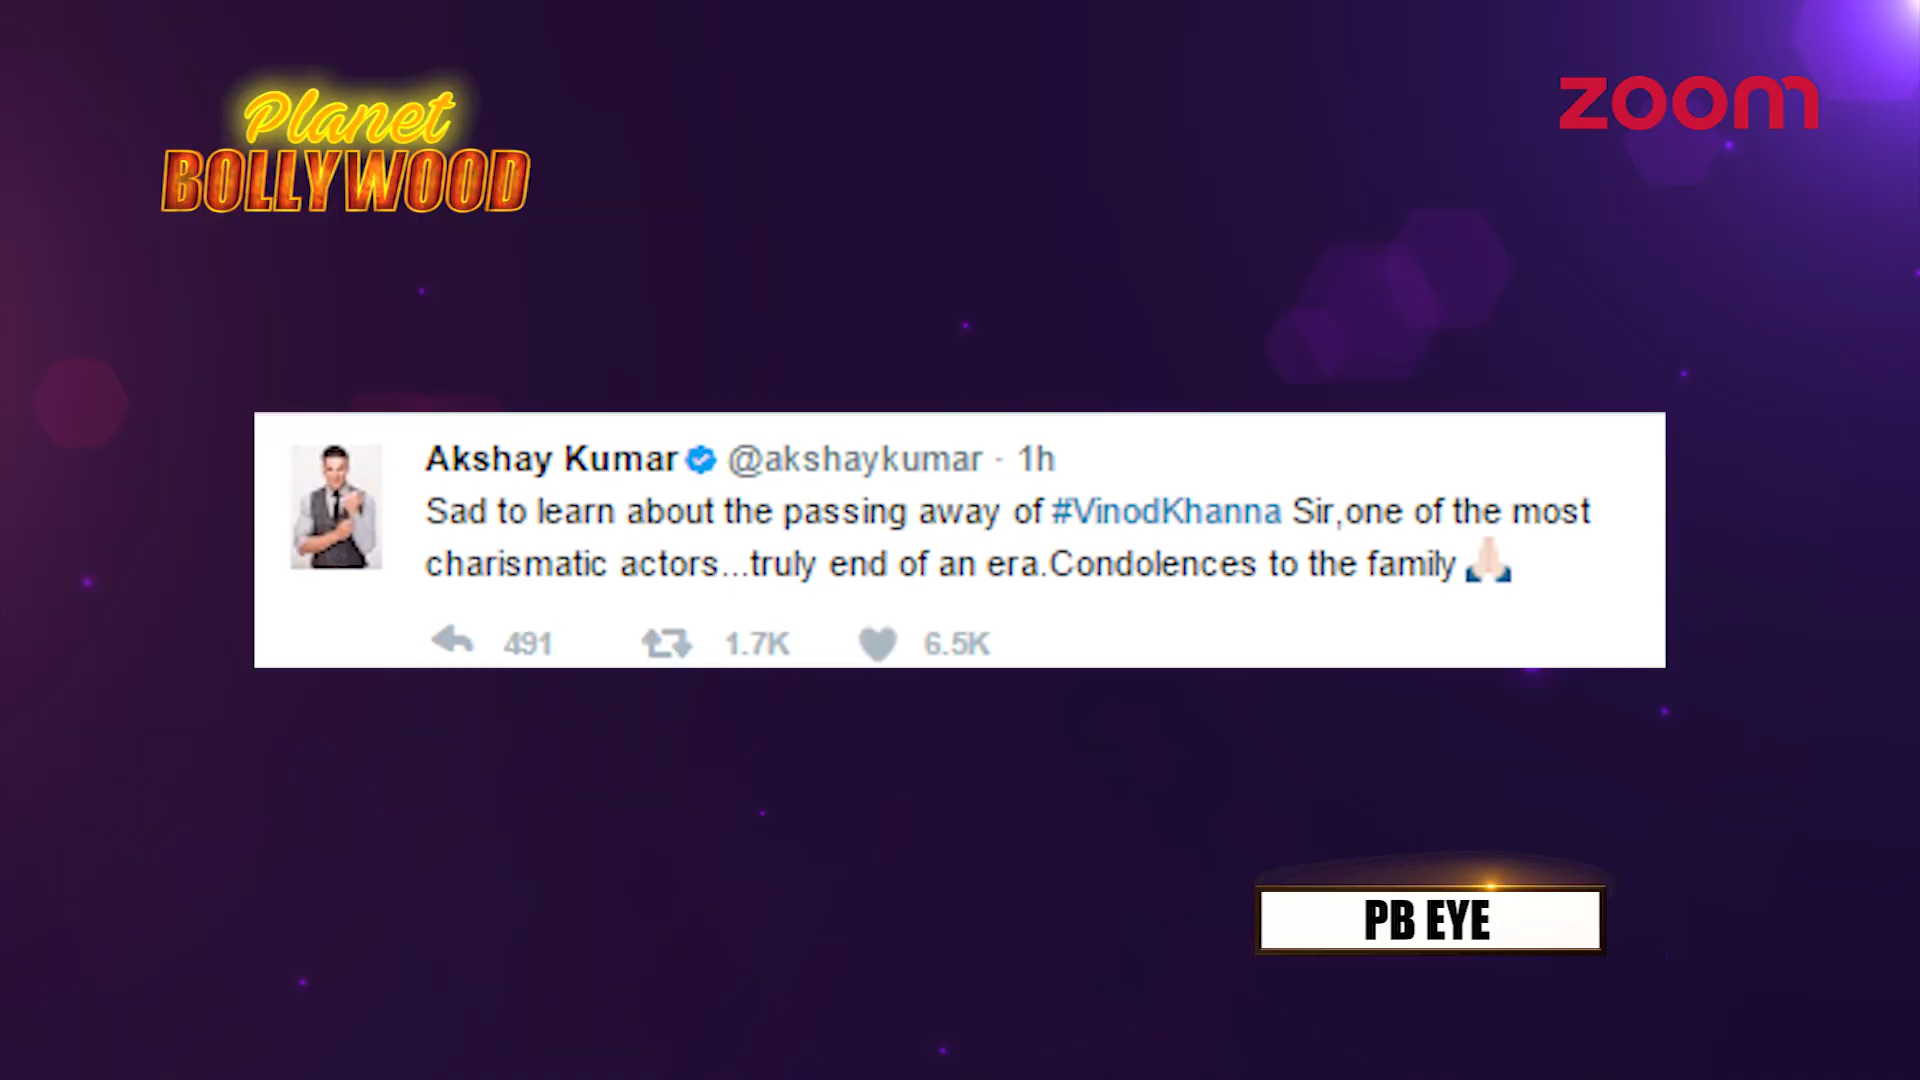 Planet
BOLLYWOOD
zoom
Akshay Kumar @akshaykumar · 1h
Sad to learn about the passing away of #VinodKhanna Sir,one of the most
charismatic actors...truly end of an era.Condolences to the family 🙏🏻
491 1.7K 6.5K
PB EYE